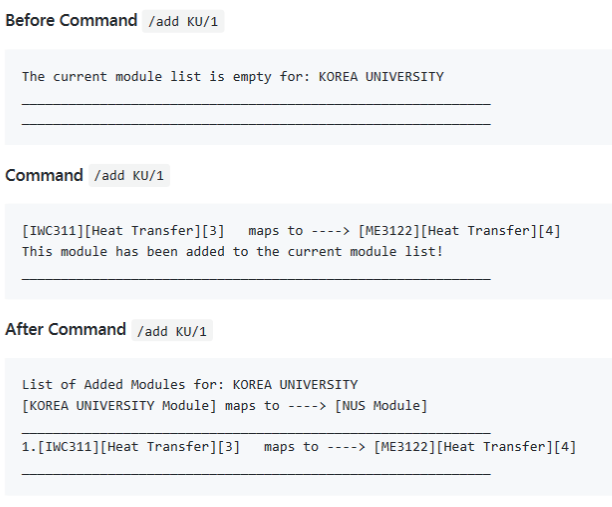 Before Command /add KU/1
The current module list is empty for: KOREA UNIVERSITY
____________________________________________________________
____________________________________________________________
Command /add KU/1
[IWC311][Heat Transfer][3]   maps to ----> [ME3122][Heat Transfer][4]
This module has been added to the current module list!
____________________________________________________________
After Command /add KU/1
List of Added Modules for: KOREA UNIVERSITY
[KOREA UNIVERSITY Module] maps to ----> [NUS Module]
____________________________________________________________
1.[IWC311][Heat Transfer][3]   maps to ----> [ME3122][Heat Transfer][4]
____________________________________________________________